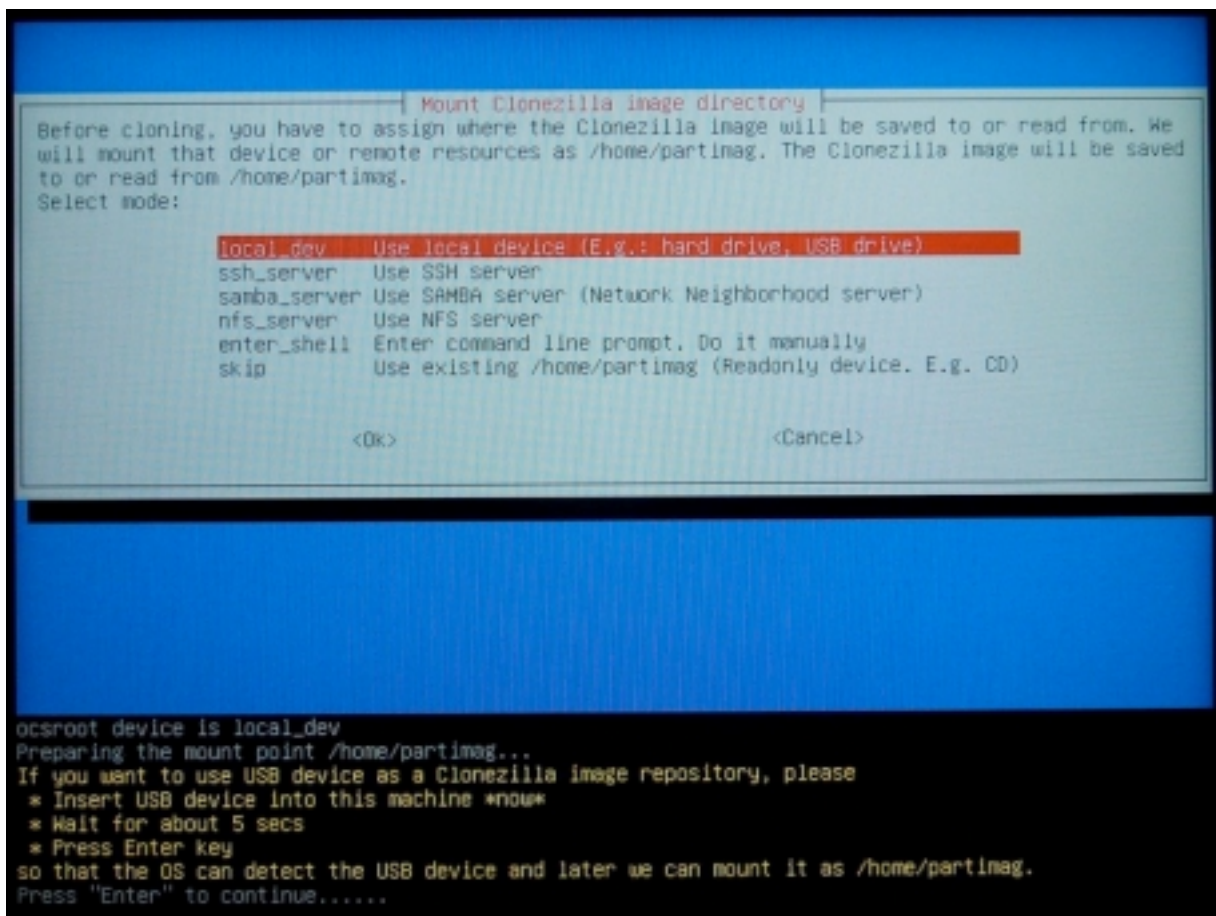 Mount Clonezilla image directory
Before cloning, you have to assign where the Clonezilla image will be saved to or read from. We
will mount that device or remote resources as /home/partimag. The Clonezilla image will be saved
to or read from /home/partimag.
Select mode:
local_dev Use local device (E.g.: hard drive, USB drive)
ssh_server Use SSH server
samba_server Use SAMBA server (Network Neighborhood server)
nfs_server Use NFS server
enter_shell Enter command line prompt. Do it manually
skip Use existing /home/partimag (Readonly device. E.g. CD)
<Ok> <Cancel>
ocsroot device is local_dev
Preparing the mount point /home/partimag...
If you want to use USB device as a Clonezilla image repository, please
* Insert USB device into this machine *now*
* Wait for about 5 secs
* Press Enter key
so that the OS can detect the USB device and later we can mount it as /home/partimag.
Press "Enter" to continue......